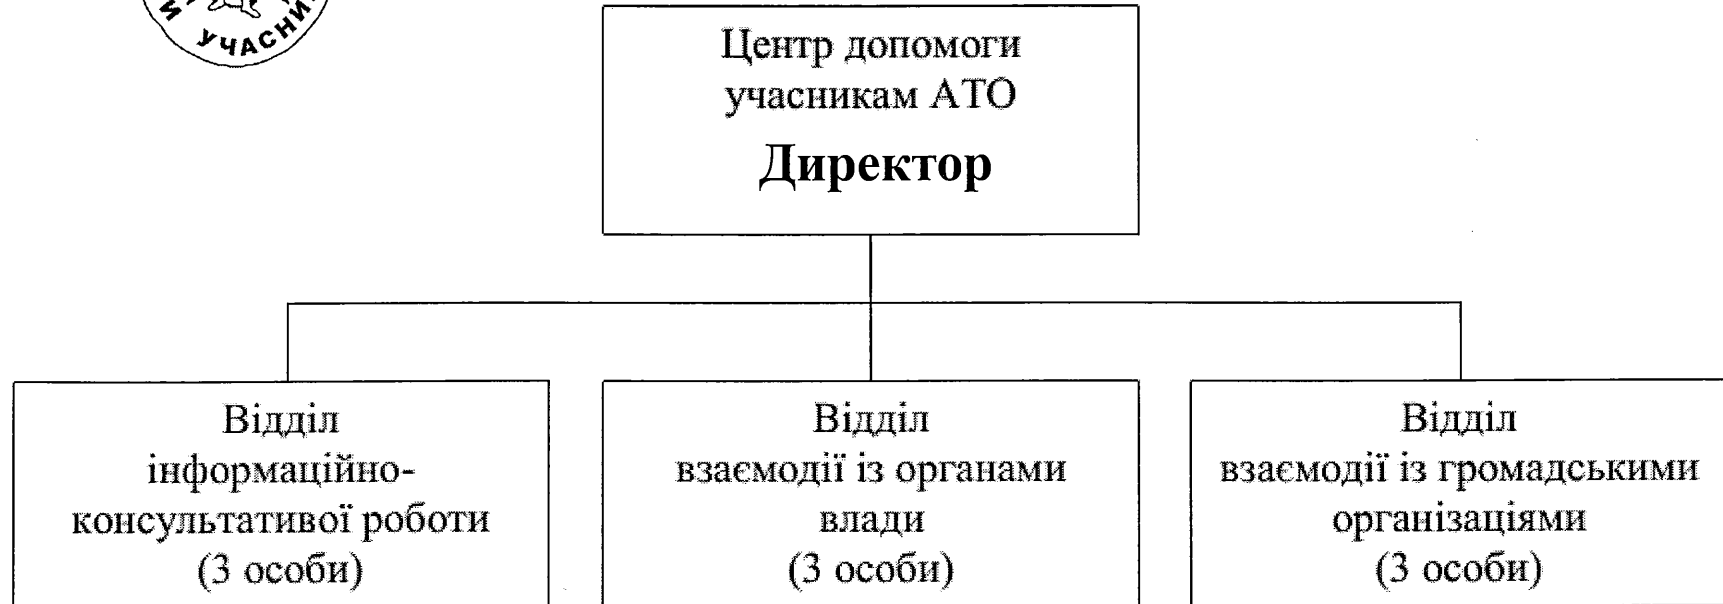 УЧАСНИ
Центр допомоги
учасникам АТО
Директор
Відділ
інформаційно-
консультативої роботи
(3 особи)
Відділ
взаємодії із органами
влади
(3 особи)
Відділ
взаємодії із громадськими
організаціями
(3 особи)